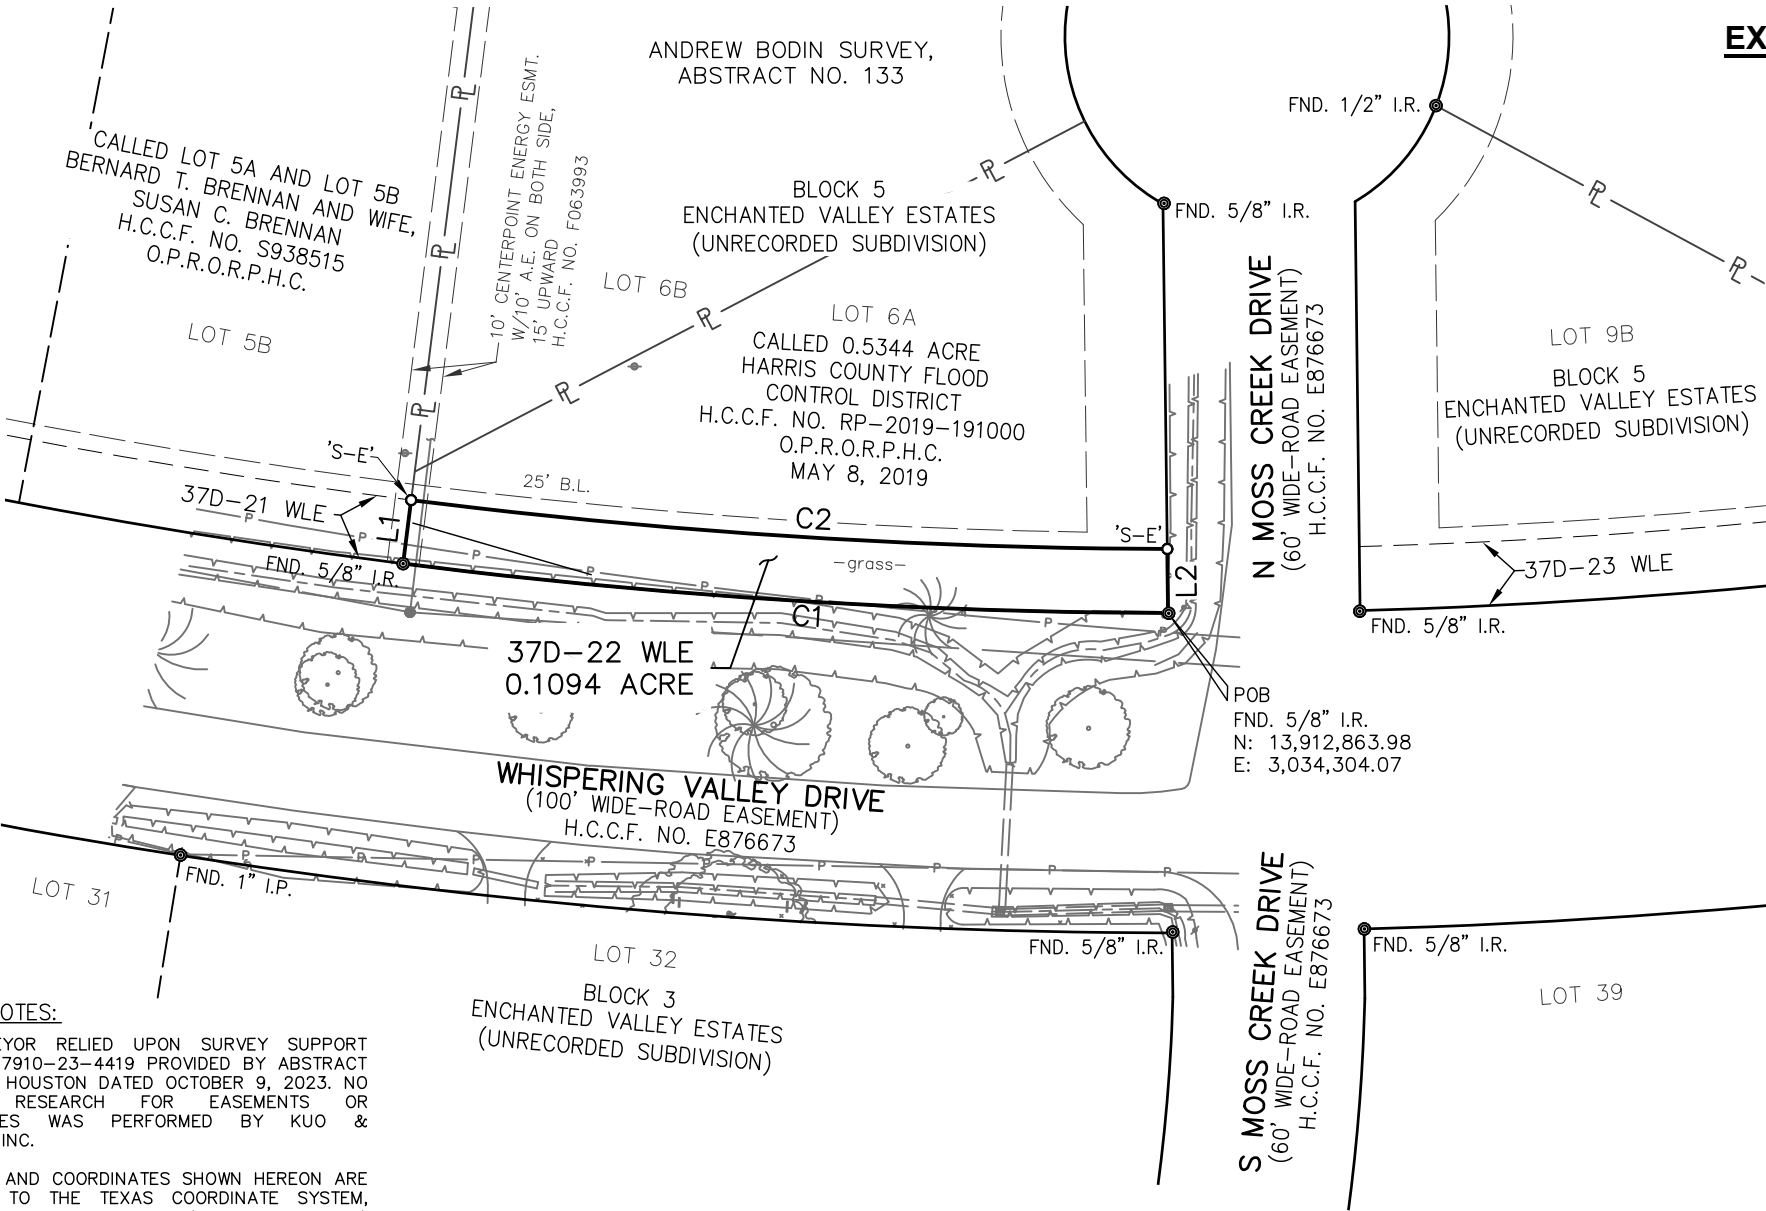 EX
ANDREW BODIN SURVEY,
ABSTRACT NO. 133
FND. 1/2" I.R.
10' CENTERPOINT ENERGY ESMT.
W/10' A.E. ON BOTH SIDE,
15' UPWARD
H.C.C.F. NO. F063993
CALLED LOT 5A AND LOT 5B
BERNARD T. BRENNAN AND WIFE,
SUSAN C. BRENNAN
H.C.C.F. NO. S938515
O.P.R.O.R.P.H.C.
LOT 5B
BLOCK 5
ENCHANTED VALLEY ESTATES
(UNRECORDED SUBDIVISION)
FND. 5/8" I.R.
LOT 6B
LOT 6A
CALLED 0.5344 ACRE
HARRIS COUNTY FLOOD
CONTROL DISTRICT
H.C.C.F. NO. RP-2019-191000
O.P.R.O.R.P.H.C.
MAY 8, 2019
N MOSS CREEK DRIVE
(60' WIDE-ROAD EASEMENT)
H.C.C.F. NO. E876673
LOT 9B
BLOCK 5
ENCHANTED VALLEY ESTATES
(UNRECORDED SUBDIVISION)
'S-E'
25' B.L.
37D-21 WLE
L1
C2
'S-E'
FND. 5/8" I.R.
-grass-
L2
37D-23 WLE
C1
FND. 5/8" I.R.
37D-22 WLE
0.1094 ACRE
POB
FND. 5/8" I.R.
N: 13,912,863.98
E: 3,034,304.07
WHISPERING VALLEY DRIVE
(100' WIDE-ROAD EASEMENT)
H.C.C.F. NO. E876673
LOT 31
FND. 1" I.P.
FND. 5/8" I.R.
FND. 5/8" I.R.
LOT 32
BLOCK 3
ENCHANTED VALLEY ESTATES
(UNRECORDED SUBDIVISION)
S MOSS CREEK DRIVE
(60' WIDE-ROAD EASEMENT)
H.C.C.F. NO. E876673
LOT 39
OTES:
EYOR RELIED UPON SURVEY SUPPORT
7910-23-4419 PROVIDED BY ABSTRACT
HOUSTON DATED OCTOBER 9, 2023. NO
RESEARCH FOR EASEMENTS OR
ES WAS PERFORMED BY KUO &
INC.
AND COORDINATES SHOWN HEREON ARE
TO THE TEXAS COORDINATE SYSTEM,